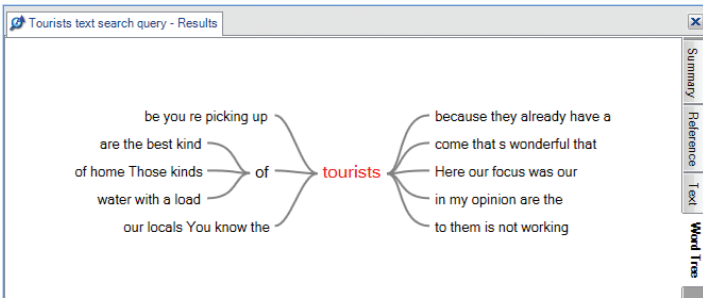 Tourists text search query - Results
Summary
Reference
Text
Word Tree
be you re picking up
are the best kind
of home Those kinds
water with a load
of
our locals You know the
tourists
because they already have a
come that s wonderful that
Here our focus was our
in my opinion are the
to them is not working